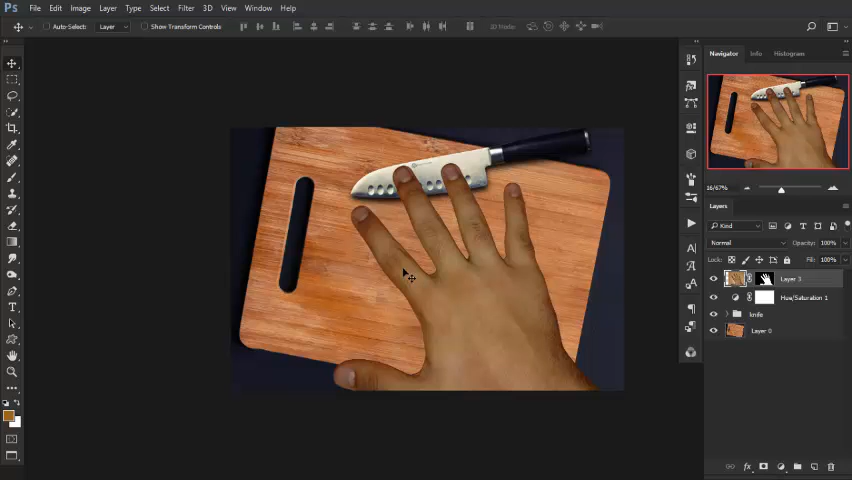 Ps File Edit Image Layer Type Select Filter 3D View Window Help
Auto-Select: Layer Show Transform Controls 3D Mode:
Navigator Info Histogram
16/67%
Layers
Kind
Normal Opacity: 100%
Lock: Fill: 100%
Layer 3
Hue/Saturation 1
knife
Layer 0
fx